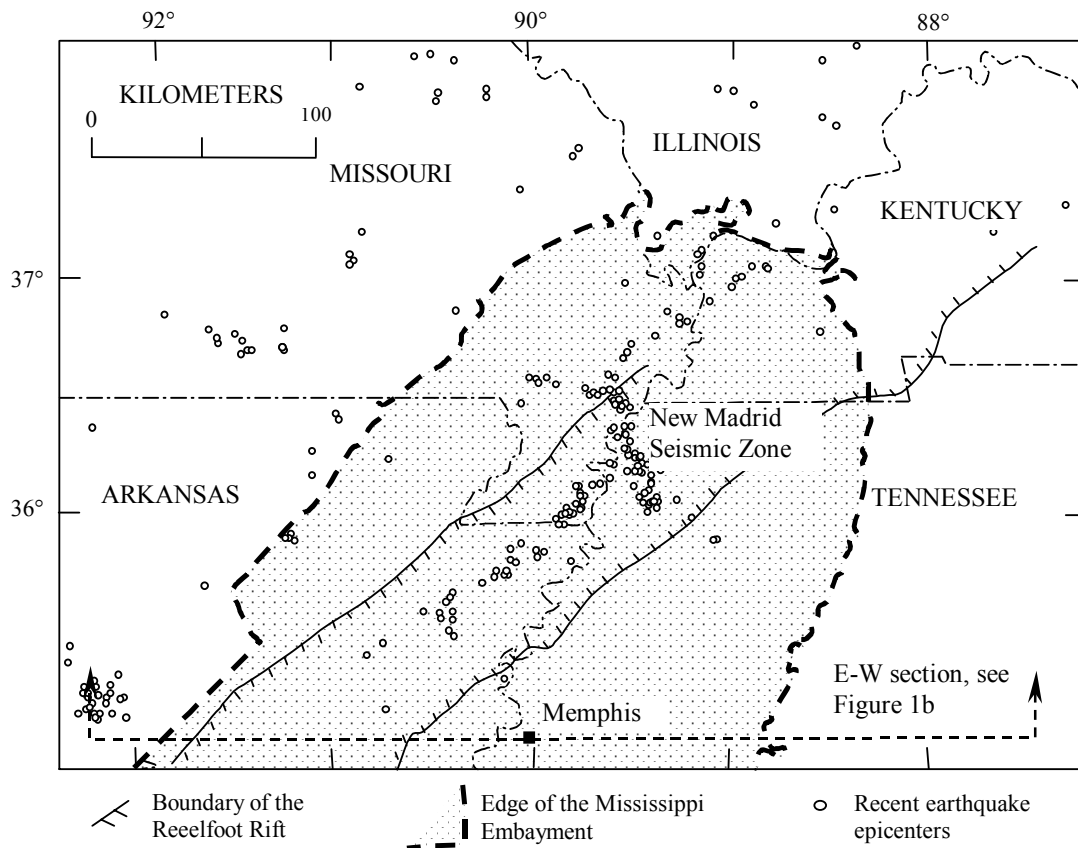 92°
90°
88°
KILOMETERS
0
100
ILLINOIS
MISSOURI
KENTUCKY
37°
New Madrid
Seismic Zone
ARKANSAS
TENNESSEE
36°
E-W section, see
Figure 1b
Memphis
Boundary of the
Reeelfoot Rift
Edge of the Mississippi
Embayment
Recent earthquake
epicenters